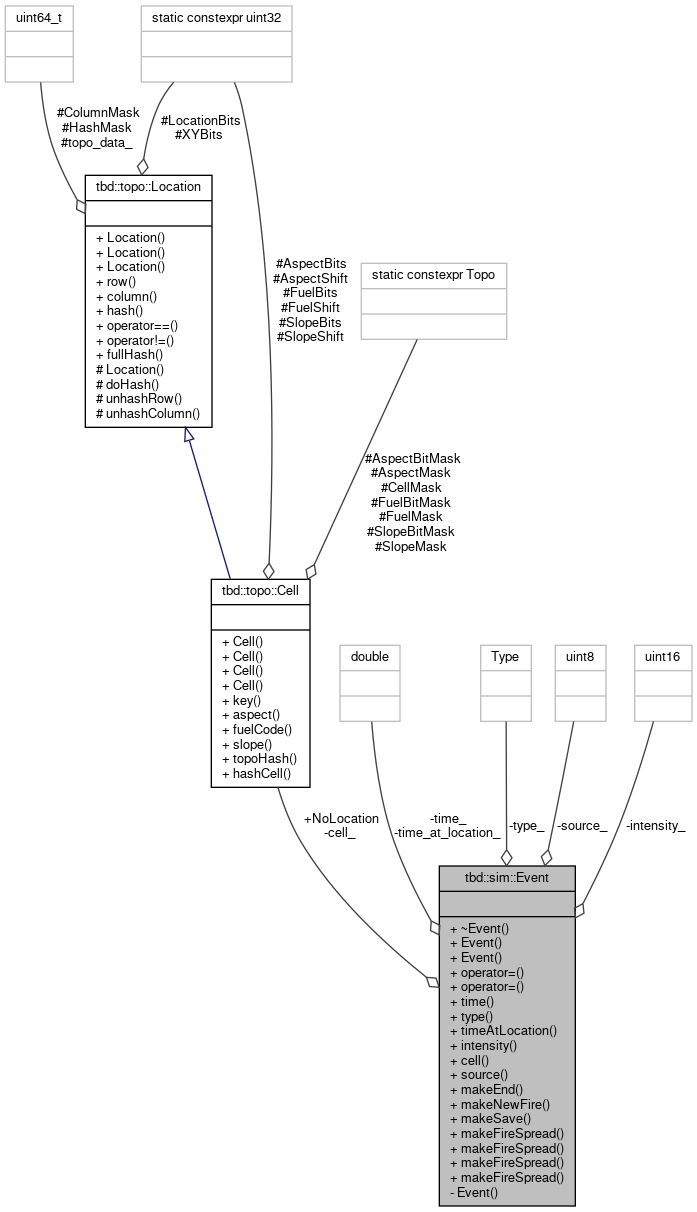 uint64_t
static constexpr uint32
#ColumnMask
#HashMask
#topo_data_
#LocationBits
#XYBits
tbd::topo::Location
+ Location()
+ Location()
+ Location()
+ row()
+ column()
+ hash()
+ operator==()
+ operator!=()
+ fullHash()
# Location()
# doHash()
# unhashRow()
# unhashColumn()
#AspectBits
#AspectShift
#FuelBits
#FuelShift
#SlopeBits
#SlopeShift
static constexpr Topo
#AspectBitMask
#AspectMask
#CellMask
#FuelBitMask
#FuelMask
#SlopeBitMask
#SlopeMask
tbd::topo::Cell
+ Cell()
+ Cell()
+ Cell()
+ Cell()
+ key()
+ aspect()
+ fuelCode()
+ slope()
+ topoHash()
+ hashCell()
double
Type
uint8
uint16
+NoLocation
-cell_
-time_
-time_at_location_
-type_
-source_
-intensity_
tbd::sim::Event
+ ~Event()
+ Event()
+ Event()
+ operator=()
+ operator=()
+ time()
+ type()
+ timeAtLocation()
+ intensity()
+ cell()
+ source()
+ makeEnd()
+ makeNewFire()
+ makeSave()
+ makeFireSpread()
+ makeFireSpread()
+ makeFireSpread()
+ makeFireSpread()
- Event()